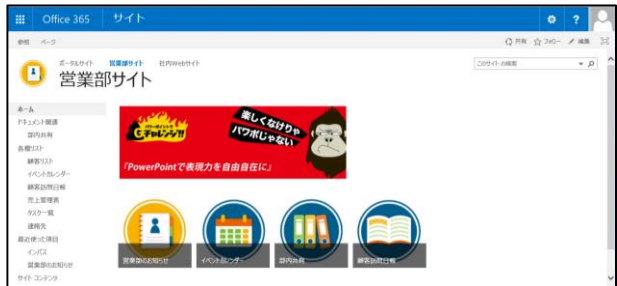 Office 365 サイト
?
参照 ページ
共有 フォロー 編集
ポータルサイト 営業部サイト 社内Webサイト
営業部サイト
このサイトの検索
ホーム
ドキュメント関連
部内共有
各種リスト
顧客リスト
イベントカレンダー
顧客訪問日報
売上管理表
タスク一覧
連絡先
最近使った項目
インパス
営業部のお知らせ
サイト コンテンツ
チャレンジ!!
楽しくなけりゃ
パワポじゃない
『PowerPointで表現力を自由自在に』
営業部のお知らせ
イベントカレンダー
部内共有
顧客訪問日報